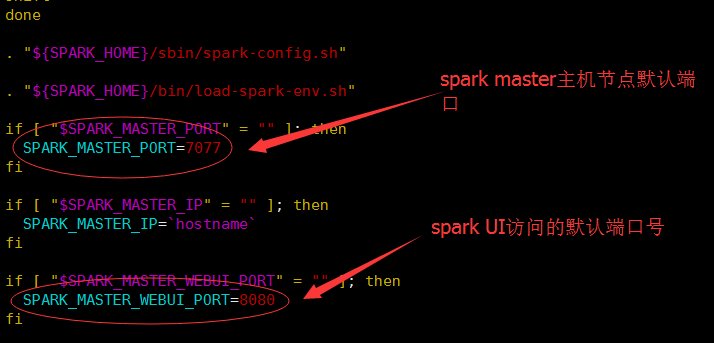 done
. "${SPARK_HOME}/sbin/spark-config.sh"
. "${SPARK_HOME}/bin/load-spark-env.sh"
spark master主机节点默认端
口
if [ "$SPARK_MASTER_PORT" = "" ]; then
SPARK_MASTER_PORT=7077
fi
if [ "$SPARK_MASTER_IP" = "" ]; then
SPARK_MASTER_IP=`hostname`
fi
spark UI访问的默认端口号
if [ "$SPARK_MASTER_WEBUI_PORT" = "" ]; then
SPARK_MASTER_WEBUI_PORT=8080
fi